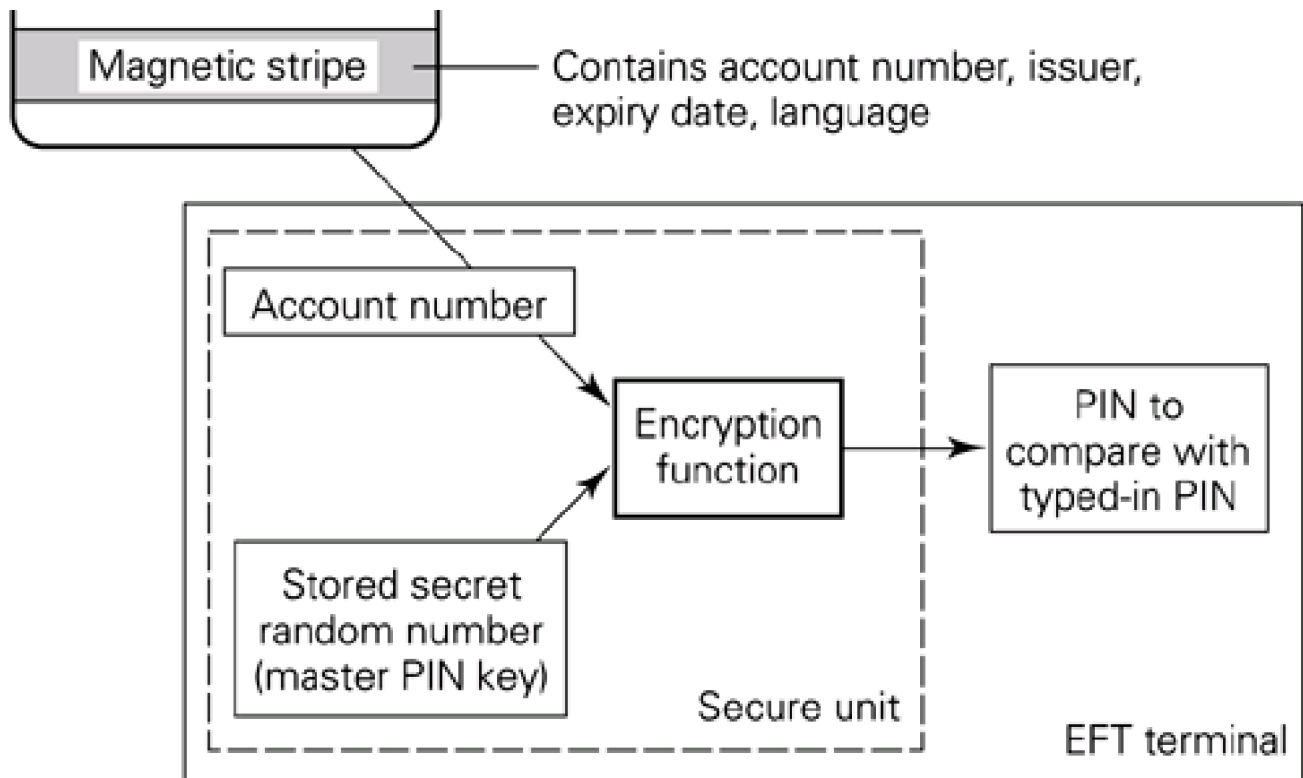 Magnetic stripe
Contains account number, issuer,
expiry date, language
Account number
Encryption
function
PIN to
compare with
typed-in PIN
Stored secret
random number
(master PIN key)
Secure unit
EFT terminal